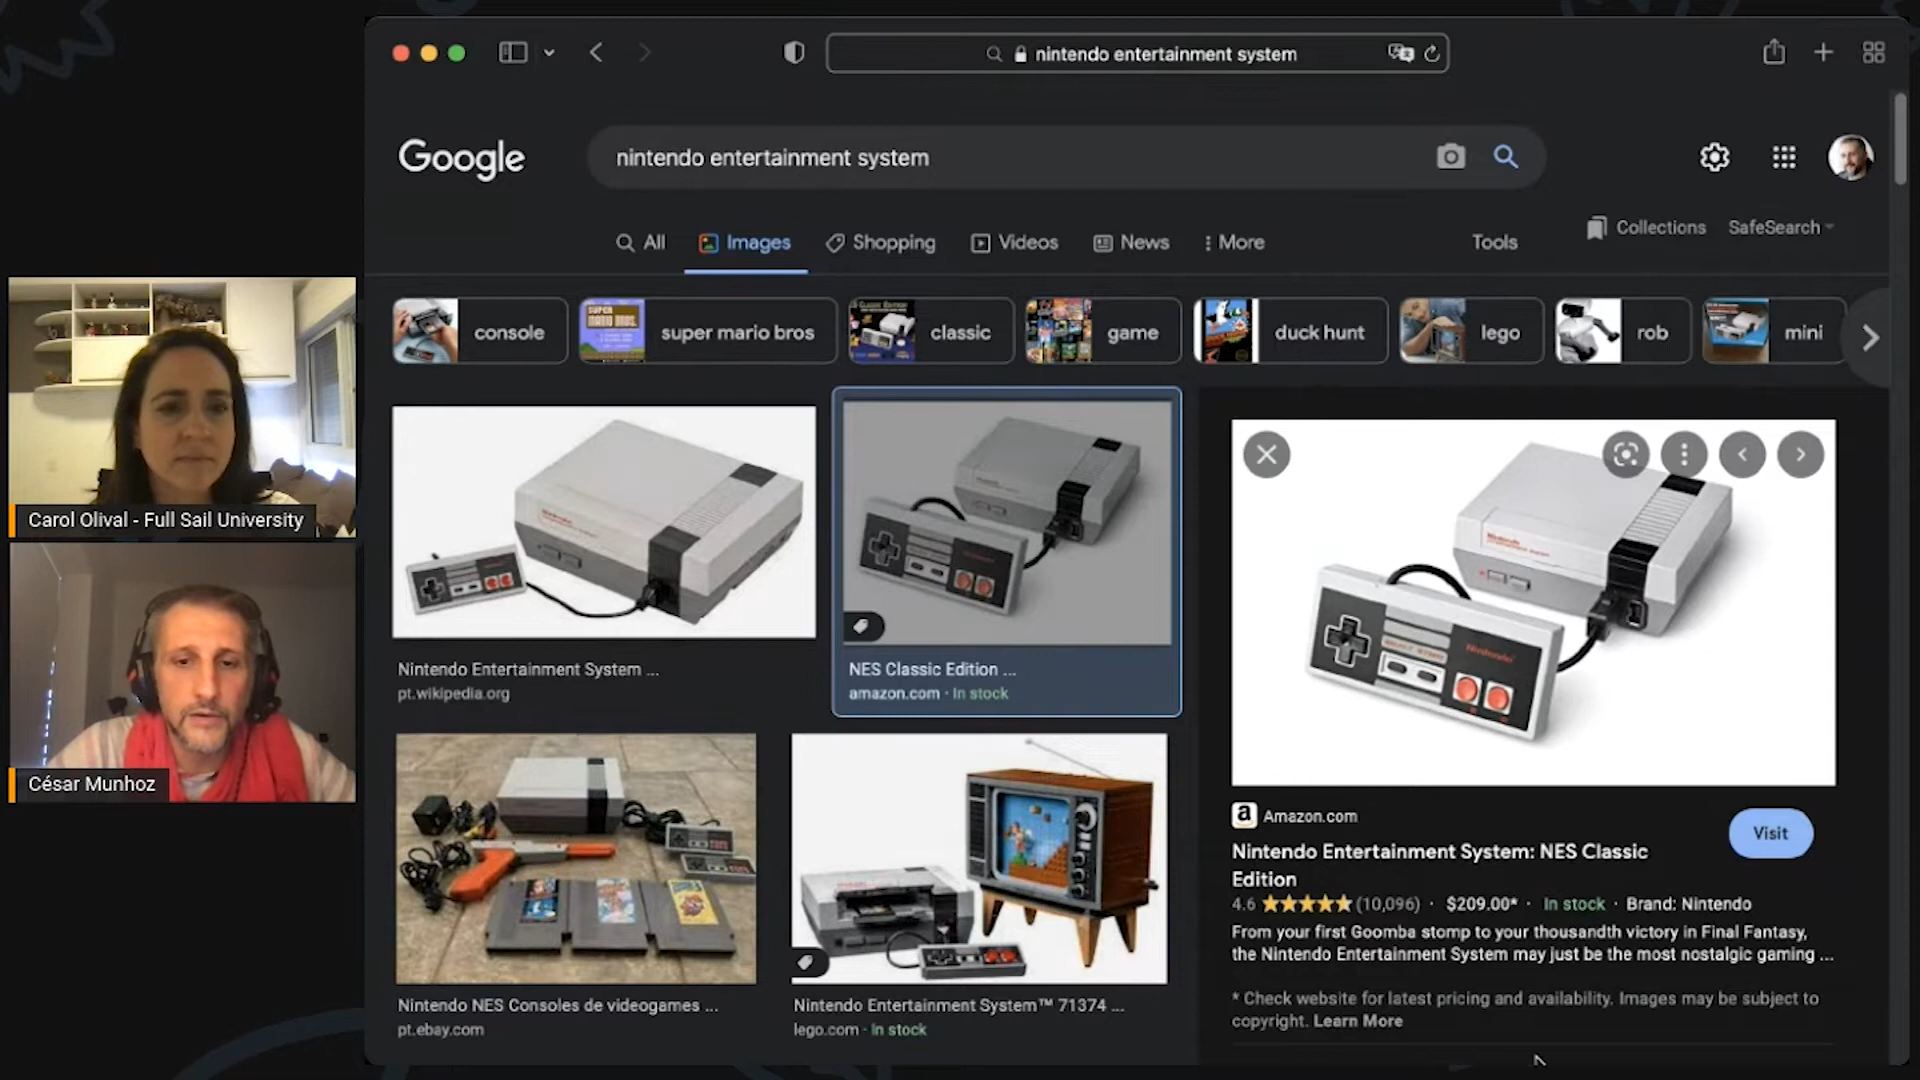 nintendo entertainment system
Google
nintendo entertainment system
All
Images
Shopping
Videos
News
More
Tools
Collections
SafeSearch
console
super mario bros
classic
game
duck hunt
lego
rob
mini
SUPER
MARIO BROS.
Carol Olival - Full Sail University
César Munhoz
Nintendo Entertainment System ...
pt.wikipedia.org
NES Classic Edition ...
amazon.com · In stock
Nintendo NES Consoles de videogames ...
pt.ebay.com
Nintendo Entertainment System™ 71374 ...
lego.com · In stock
Nintendo
Nintendo
a Amazon.com
Visit
Nintendo Entertainment System: NES Classic
Edition
4.6 ★★★★★ (10,096) · $209.00* · In stock · Brand: Nintendo
From your first Goomba stomp to your thousandth victory in Final Fantasy,
the Nintendo Entertainment System may just be the most nostalgic gaming ...
* Check website for latest pricing and availability. Images may be subject to
copyright. Learn More